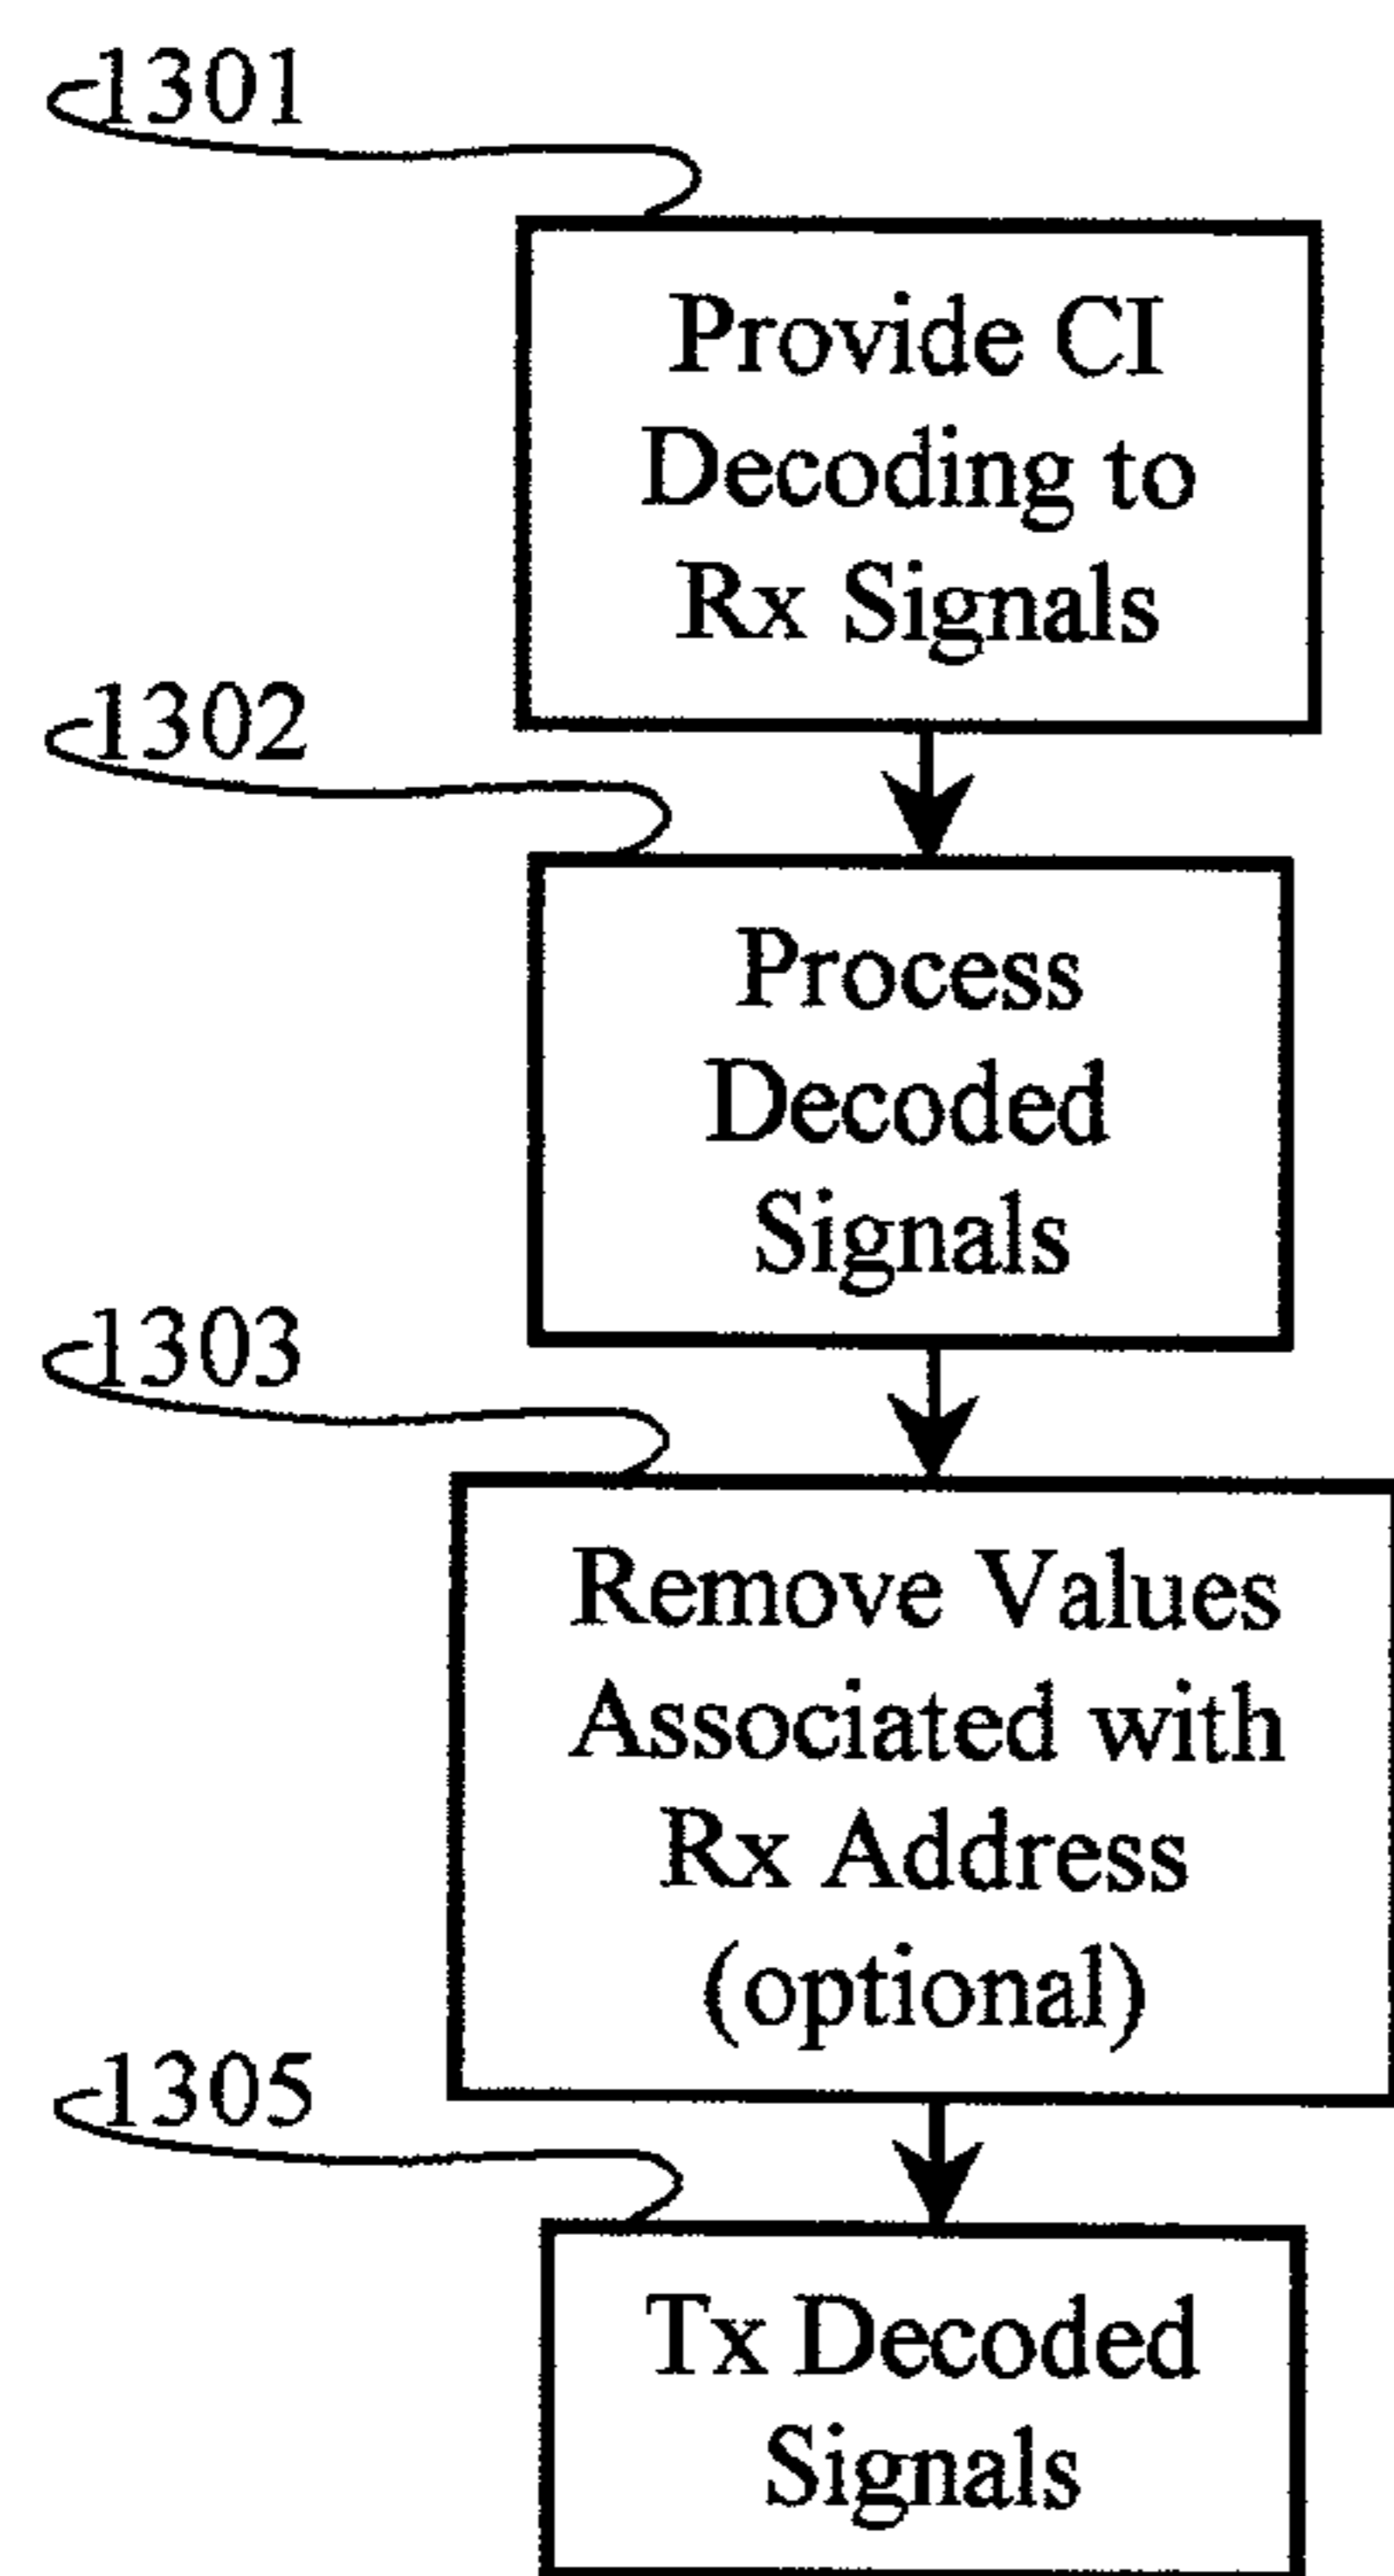 1301
Provide CI
Decoding to
Rx Signals
1302
Process
Decoded
Signals
1303
Remove Values
Associated with
Rx Address
(optional)
1305
Tx Decoded
Signals